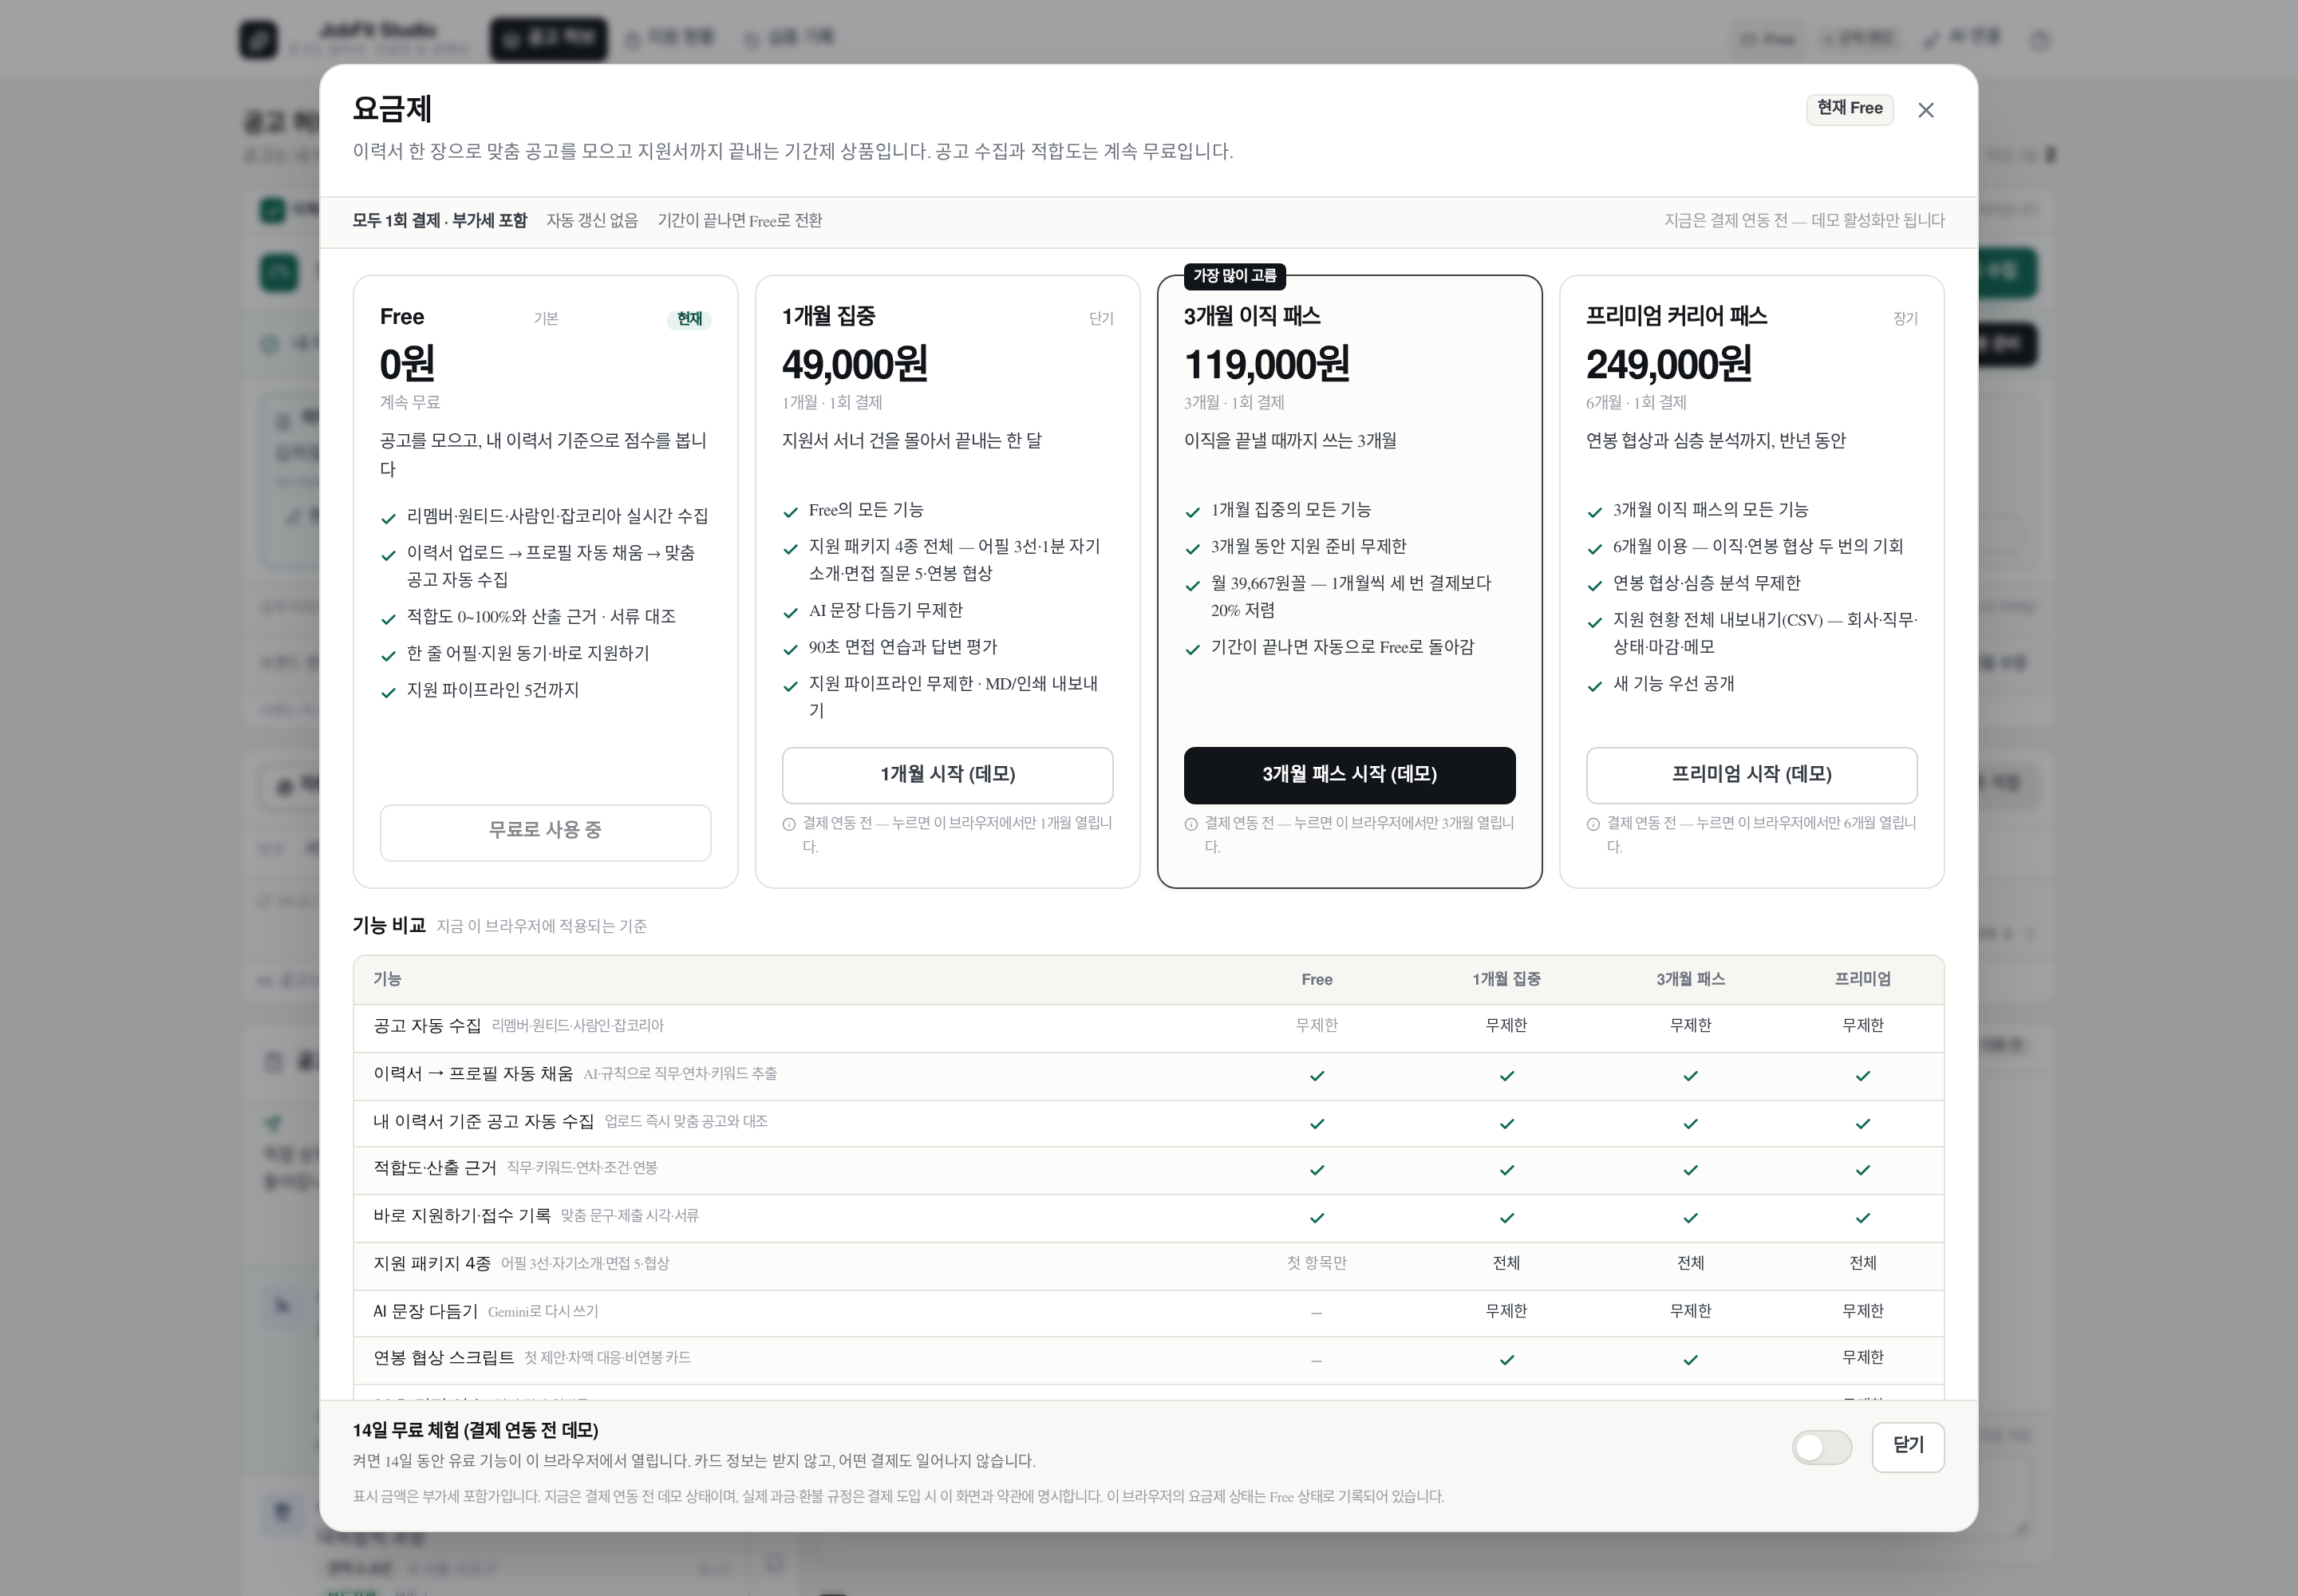 JobFit Studio
공고 허브
지원 현황
Free
AI 연결
요금제
현재 Free
이력서 한 장으로 맞춤 공고를 모으고 지원서까지 끝내는 기간제 상품입니다. 공고 수집과 적합도는 계속 무료입니다.
모두 1회 결제 · 부가세 포함 자동 갱신 없음 기간이 끝나면 Free로 전환
지금은 결제 연동 전 — 데모 활성화만 됩니다
Free 기본 현재
0원
계속 무료
공고를 모으고, 내 이력서 기준으로 점수를 봅니
다
리멤버·원티드·사람인·잡코리아 실시간 수집
이력서 업로드 → 프로필 자동 채움 → 맞춤
공고 자동 수집
적합도 0~100%와 산출 근거 · 서류 대조
한 줄 어필·지원 동기·바로 지원하기
지원 파이프라인 5건까지
무료로 사용 중
1개월 집중 단기
49,000원
1개월 · 1회 결제
지원서 서너 건을 몰아서 끝내는 한 달
Free의 모든 기능
지원 패키지 4종 전체 — 어필 3선·1분 자기
소개·면접 질문 5·연봉 협상
AI 문장 다듬기 무제한
90초 면접 연습과 답변 평가
지원 파이프라인 무제한 · MD/인쇄 내보내
기
1개월 시작 (데모)
결제 연동 전 — 누르면 이 브라우저에서만 1개월 열립니
다.
가장 많이 고름
3개월 이직 패스
119,000원
3개월 · 1회 결제
이직을 끝낼 때까지 쓰는 3개월
1개월 집중의 모든 기능
3개월 동안 지원 준비 무제한
월 39,667원꼴 — 1개월씩 세 번 결제보다
20% 저렴
기간이 끝나면 자동으로 Free로 돌아감
3개월 패스 시작 (데모)
결제 연동 전 — 누르면 이 브라우저에서만 3개월 열립니
다.
프리미엄 커리어 패스 장기
249,000원
6개월 · 1회 결제
연봉 협상과 심층 분석까지, 반년 동안
3개월 이직 패스의 모든 기능
6개월 이용 — 이직·연봉 협상 두 번의 기회
연봉 협상·심층 분석 무제한
지원 현황 전체 내보내기(CSV) — 회사·직무·
상태·마감·메모
새 기능 우선 공개
프리미엄 시작 (데모)
결제 연동 전 — 누르면 이 브라우저에서만 6개월 열립니
다.
기능 비교 지금 이 브라우저에 적용되는 기준
기능 Free 1개월 집중 3개월 패스 프리미엄
공고 자동 수집 리멤버·원티드·사람인·잡코리아 무제한 무제한 무제한 무제한
이력서 → 프로필 자동 채움 AI·규칙으로 직무·연차·키워드 추출
내 이력서 기준 공고 자동 수집 업로드 즉시 맞춤 공고와 대조
적합도·산출 근거 직무·키워드·연차·조건·연봉
바로 지원하기·접수 기록 맞춤 문구·제출 시각·서류
지원 패키지 4종 어필 3선·자기소개·면접 5·협상 첫 항목만 전체 전체 전체
AI 문장 다듬기 Gemini로 다시 쓰기 – 무제한 무제한 무제한
연봉 협상 스크립트 첫 제안·차액 대응·비연봉 카드 – 무제한
14일 무료 체험 (결제 연동 전 데모)
켜면 14일 동안 유료 기능이 이 브라우저에서 열립니다. 카드 정보는 받지 않고, 어떤 결제도 일어나지 않습니다.
닫기
표시 금액은 부가세 포함가입니다. 지금은 결제 연동 전 데모 상태이며, 실제 과금·환불 규정은 결제 도입 시 이 화면과 약관에 명시합니다. 이 브라우저의 요금제 상태는 Free 상태로 기록되어 있습니다.